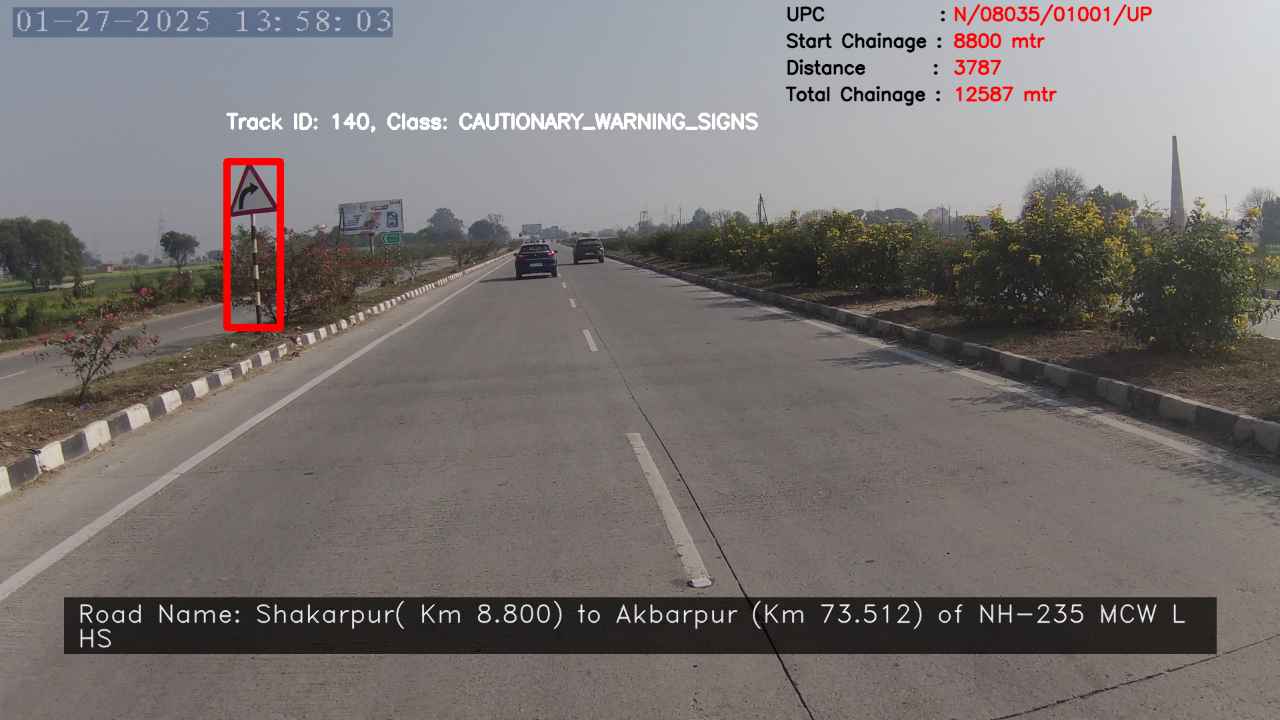 01-27-2025 13:58:03
UPC : N/08035/01001/UP
Start Chainage : 8800 mtr
Distance : 3787
Total Chainage : 12587 mtr
Track ID: 140, Class: CAUTIONARY_WARNING_SIGNS
Road Name: Shakarpur( Km 8.800) to Akbarpur (Km 73.512) of NH-235 MCW L
HS